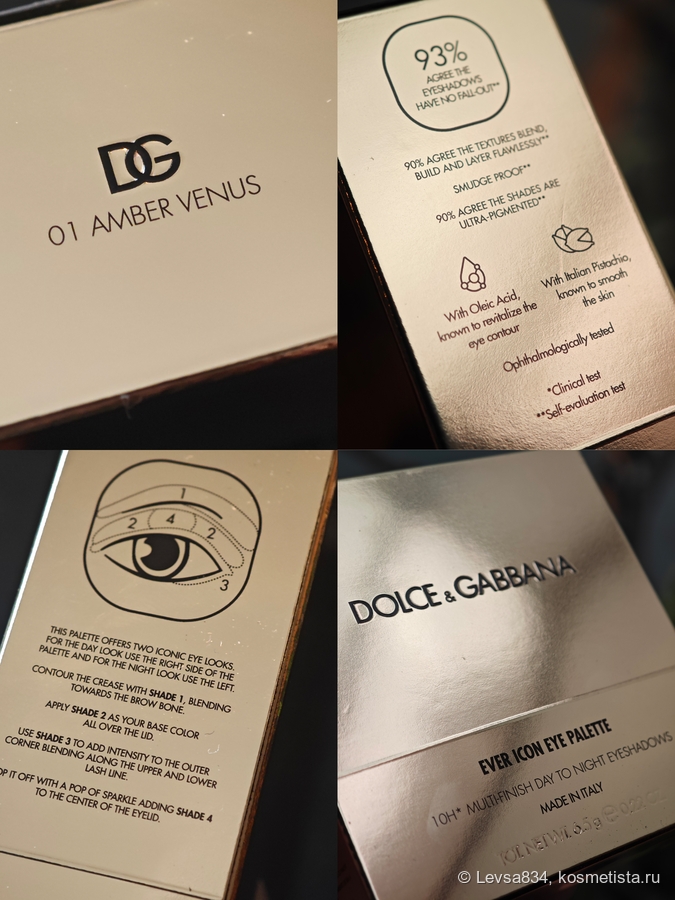 DG
01 AMBER VENUS
93%
AGREE THE
EYESHADOWS
HAVE NO FALL-OUT**
90% AGREE THE TEXTURES BLEND,
BUILD AND LAYER FLAWLESSLY**
SMUDGE PROOF**
90% AGREE THE SHADES ARE
ULTRA-PIGMENTED**
With Oleic Acid,
known to revitalize the
eye contour
With Italian Pistachio,
known to smooth
the skin
Ophthalmologically tested
*Clinical test
**Self-evaluation test
1
2 4 2
3
THIS PALETTE OFFERS TWO ICONIC EYE LOOKS.
FOR THE DAY LOOK USE THE RIGHT SIDE OF THE
PALETTE AND FOR THE NIGHT LOOK USE THE LEFT.
CONTOUR THE CREASE WITH SHADE 1, BLENDING
TOWARDS THE BROW BONE.
APPLY SHADE 2 AS YOUR BASE COLOR
ALL OVER THE LID.
USE SHADE 3 TO ADD INTENSITY TO THE OUTER
CORNER BLENDING ALONG THE UPPER AND LOWER
LASH LINE.
OP IT OFF WITH A POP OF SPARKLE ADDING SHADE 4
TO THE CENTER OF THE EYELID.
DOLCE & GABBANA
EVER ICON EYE PALETTE
10H* MULTI-FINISH DAY TO NIGHT EYESHADOWS
MADE IN ITALY
NET WT. 6,5 g ℮
© Levsa834, kosmetista.ru